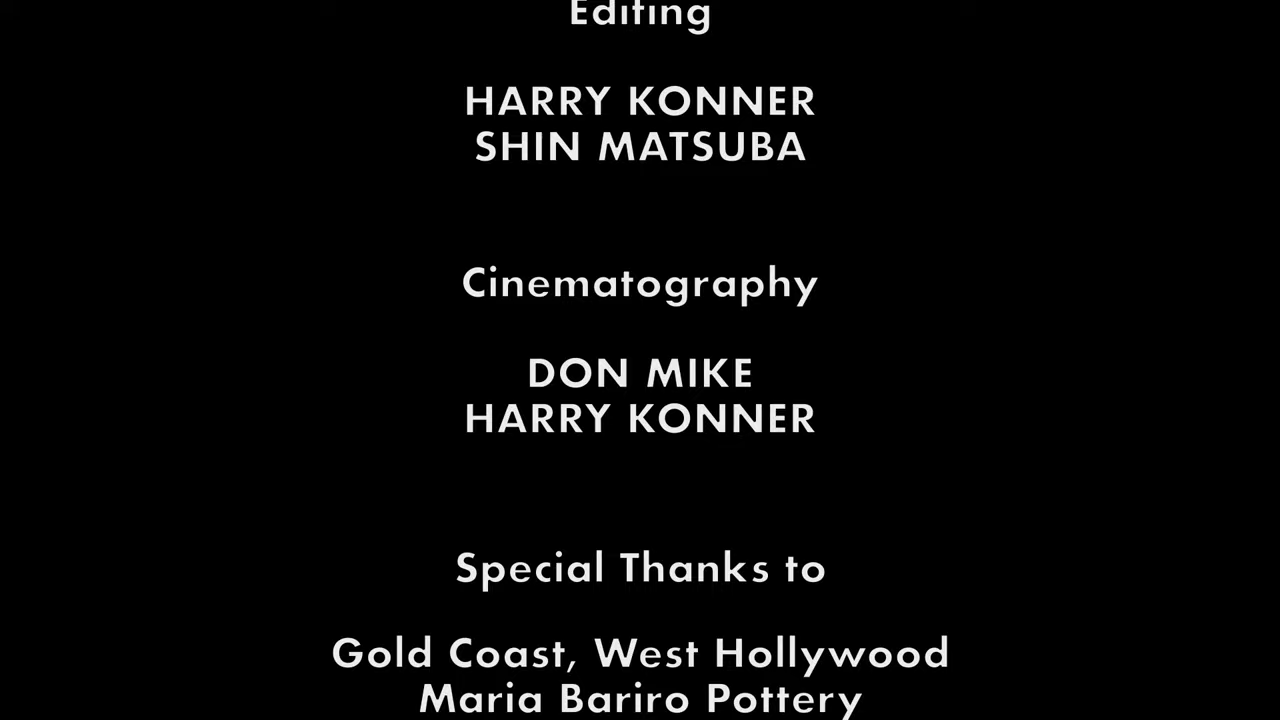 Editing
HARRY KONNER
SHIN MATSUBA
Cinematography
DON MIKE
HARRY KONNER
Special Thanks to
Gold Coast, West Hollywood
Maria Bariro Pottery